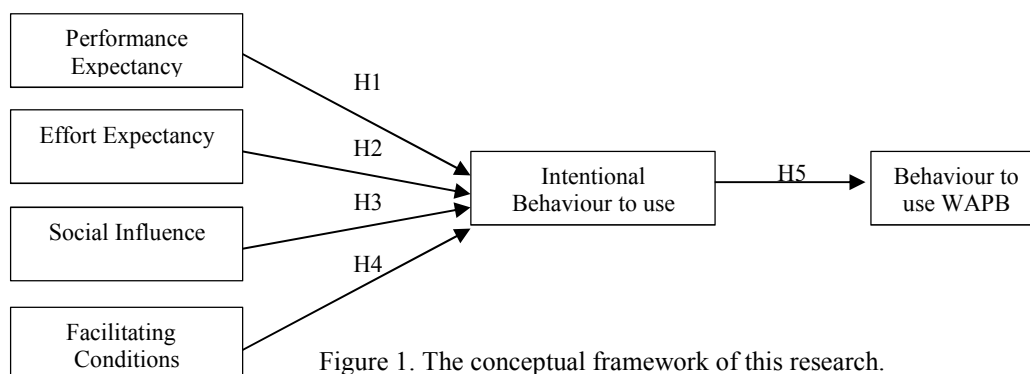 Performance
Expectancy
H1
Effort Expectancy
H2
Intentional
Behaviour to use
H5
Behaviour to
use WAPB
H3
Social Influence
H4
Facilitating
Conditions
Figure 1. The conceptual framework of this research.